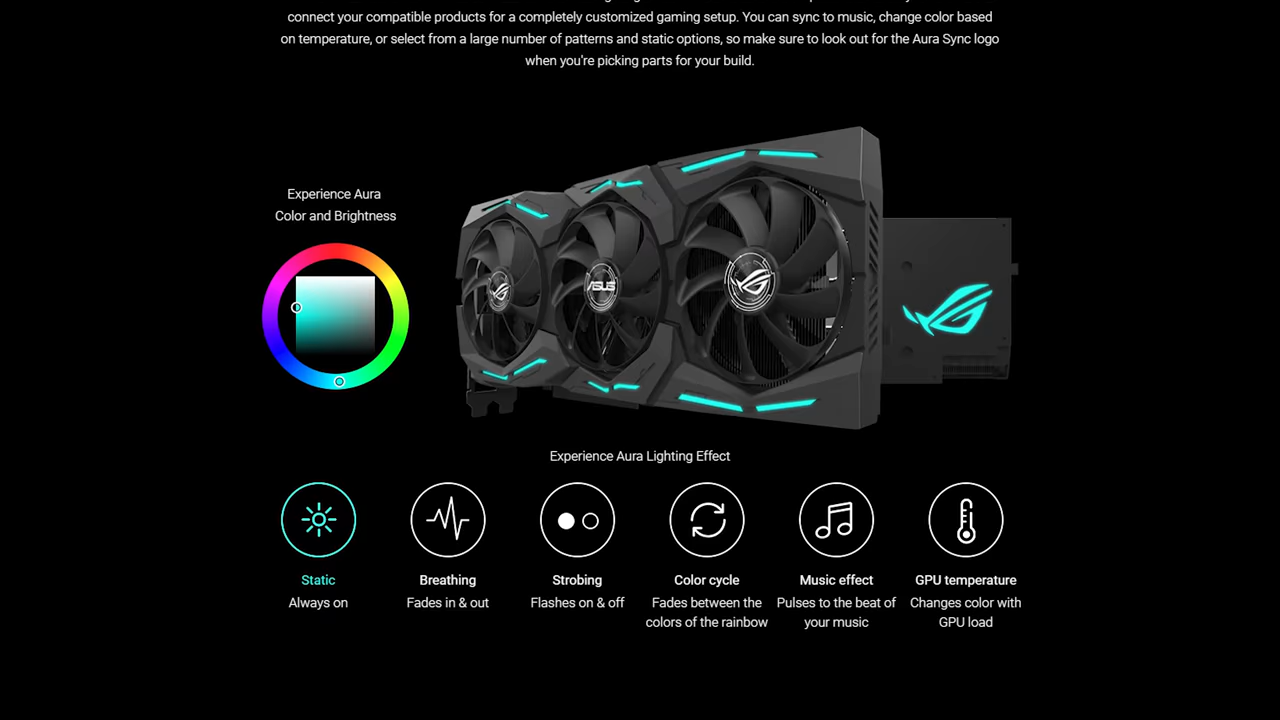 connect your compatible products for a completely customized gaming setup. You can sync to music, change color based
on temperature, or select from a large number of patterns and static options, so make sure to look out for the Aura Sync logo
when you're picking parts for your build.
Experience Aura
Color and Brightness
ASUS
Experience Aura Lighting Effect
Static
Always on
Breathing
Fades in & out
Strobing
Flashes on & off
Color cycle
Fades between the
colors of the rainbow
Music effect
Pulses to the beat of
your music
GPU temperature
Changes color with
GPU load